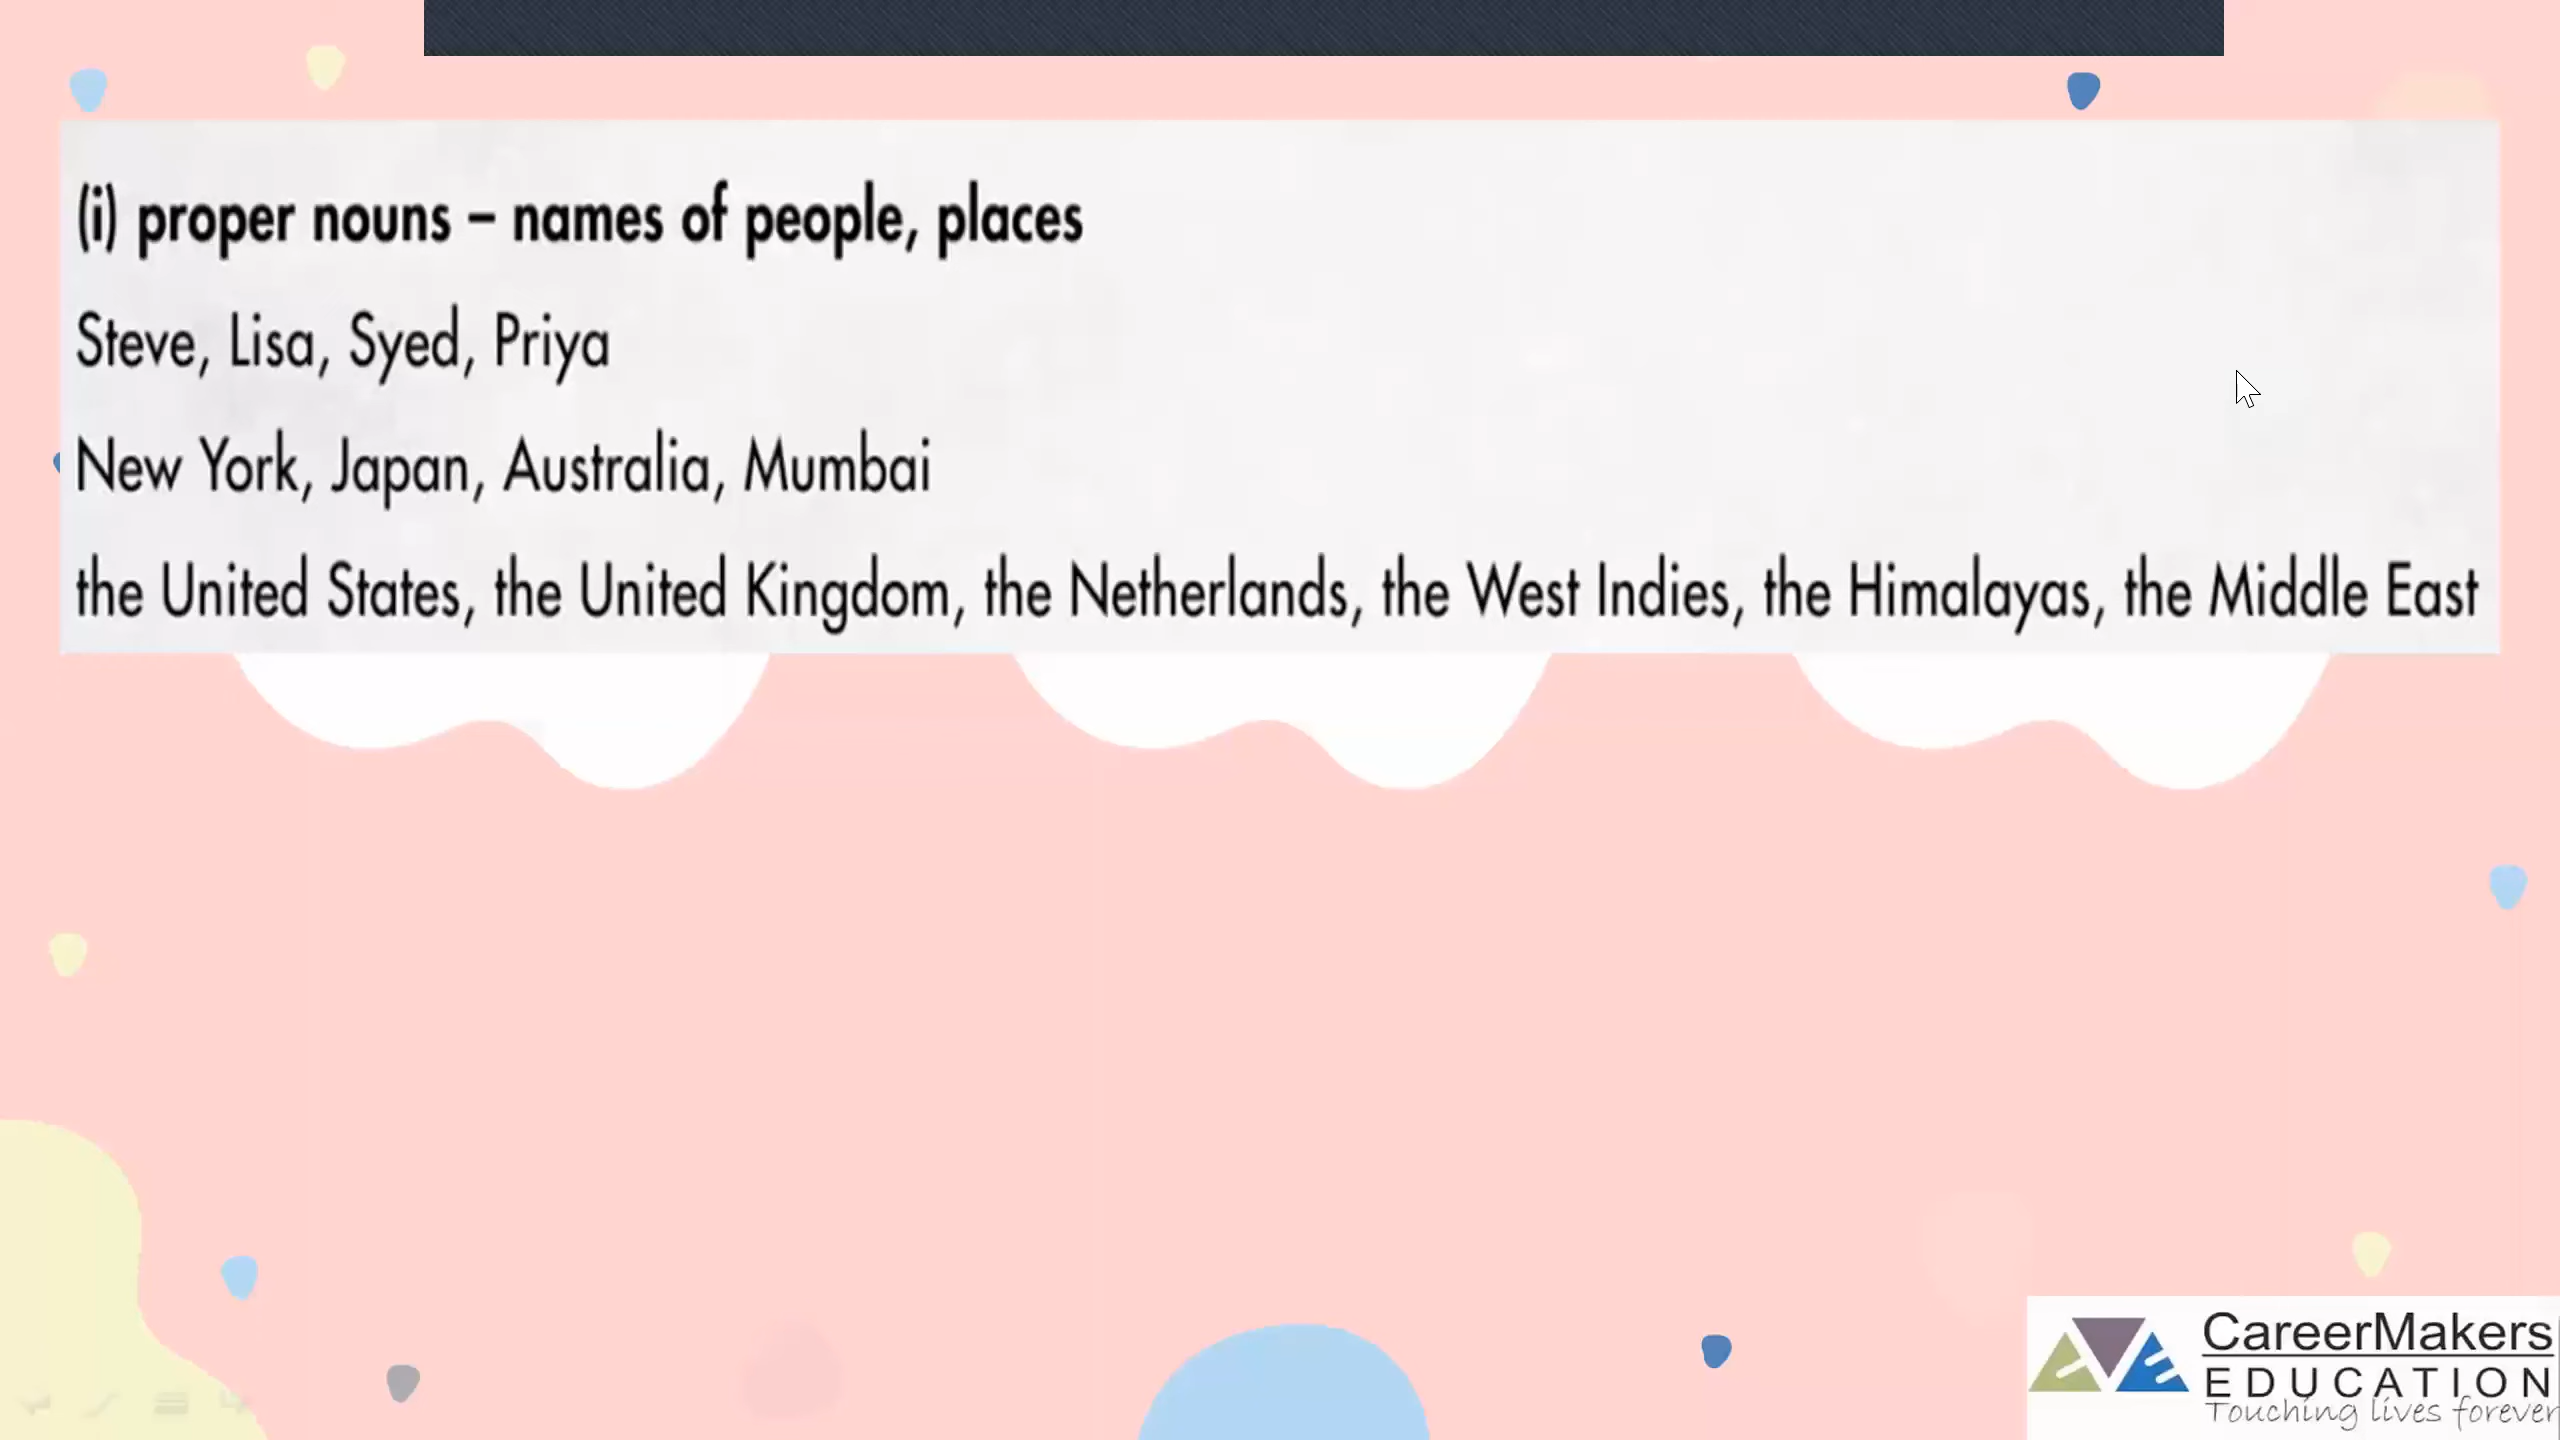 (i) proper nouns – names of people, places
Steve, Lisa, Syed, Priya
New York, Japan, Australia, Mumbai
the United States, the United Kingdom, the Netherlands, the West Indies, the Himalayas, the Middle East
CareerMakers
EDUCATION
Touching lives forever